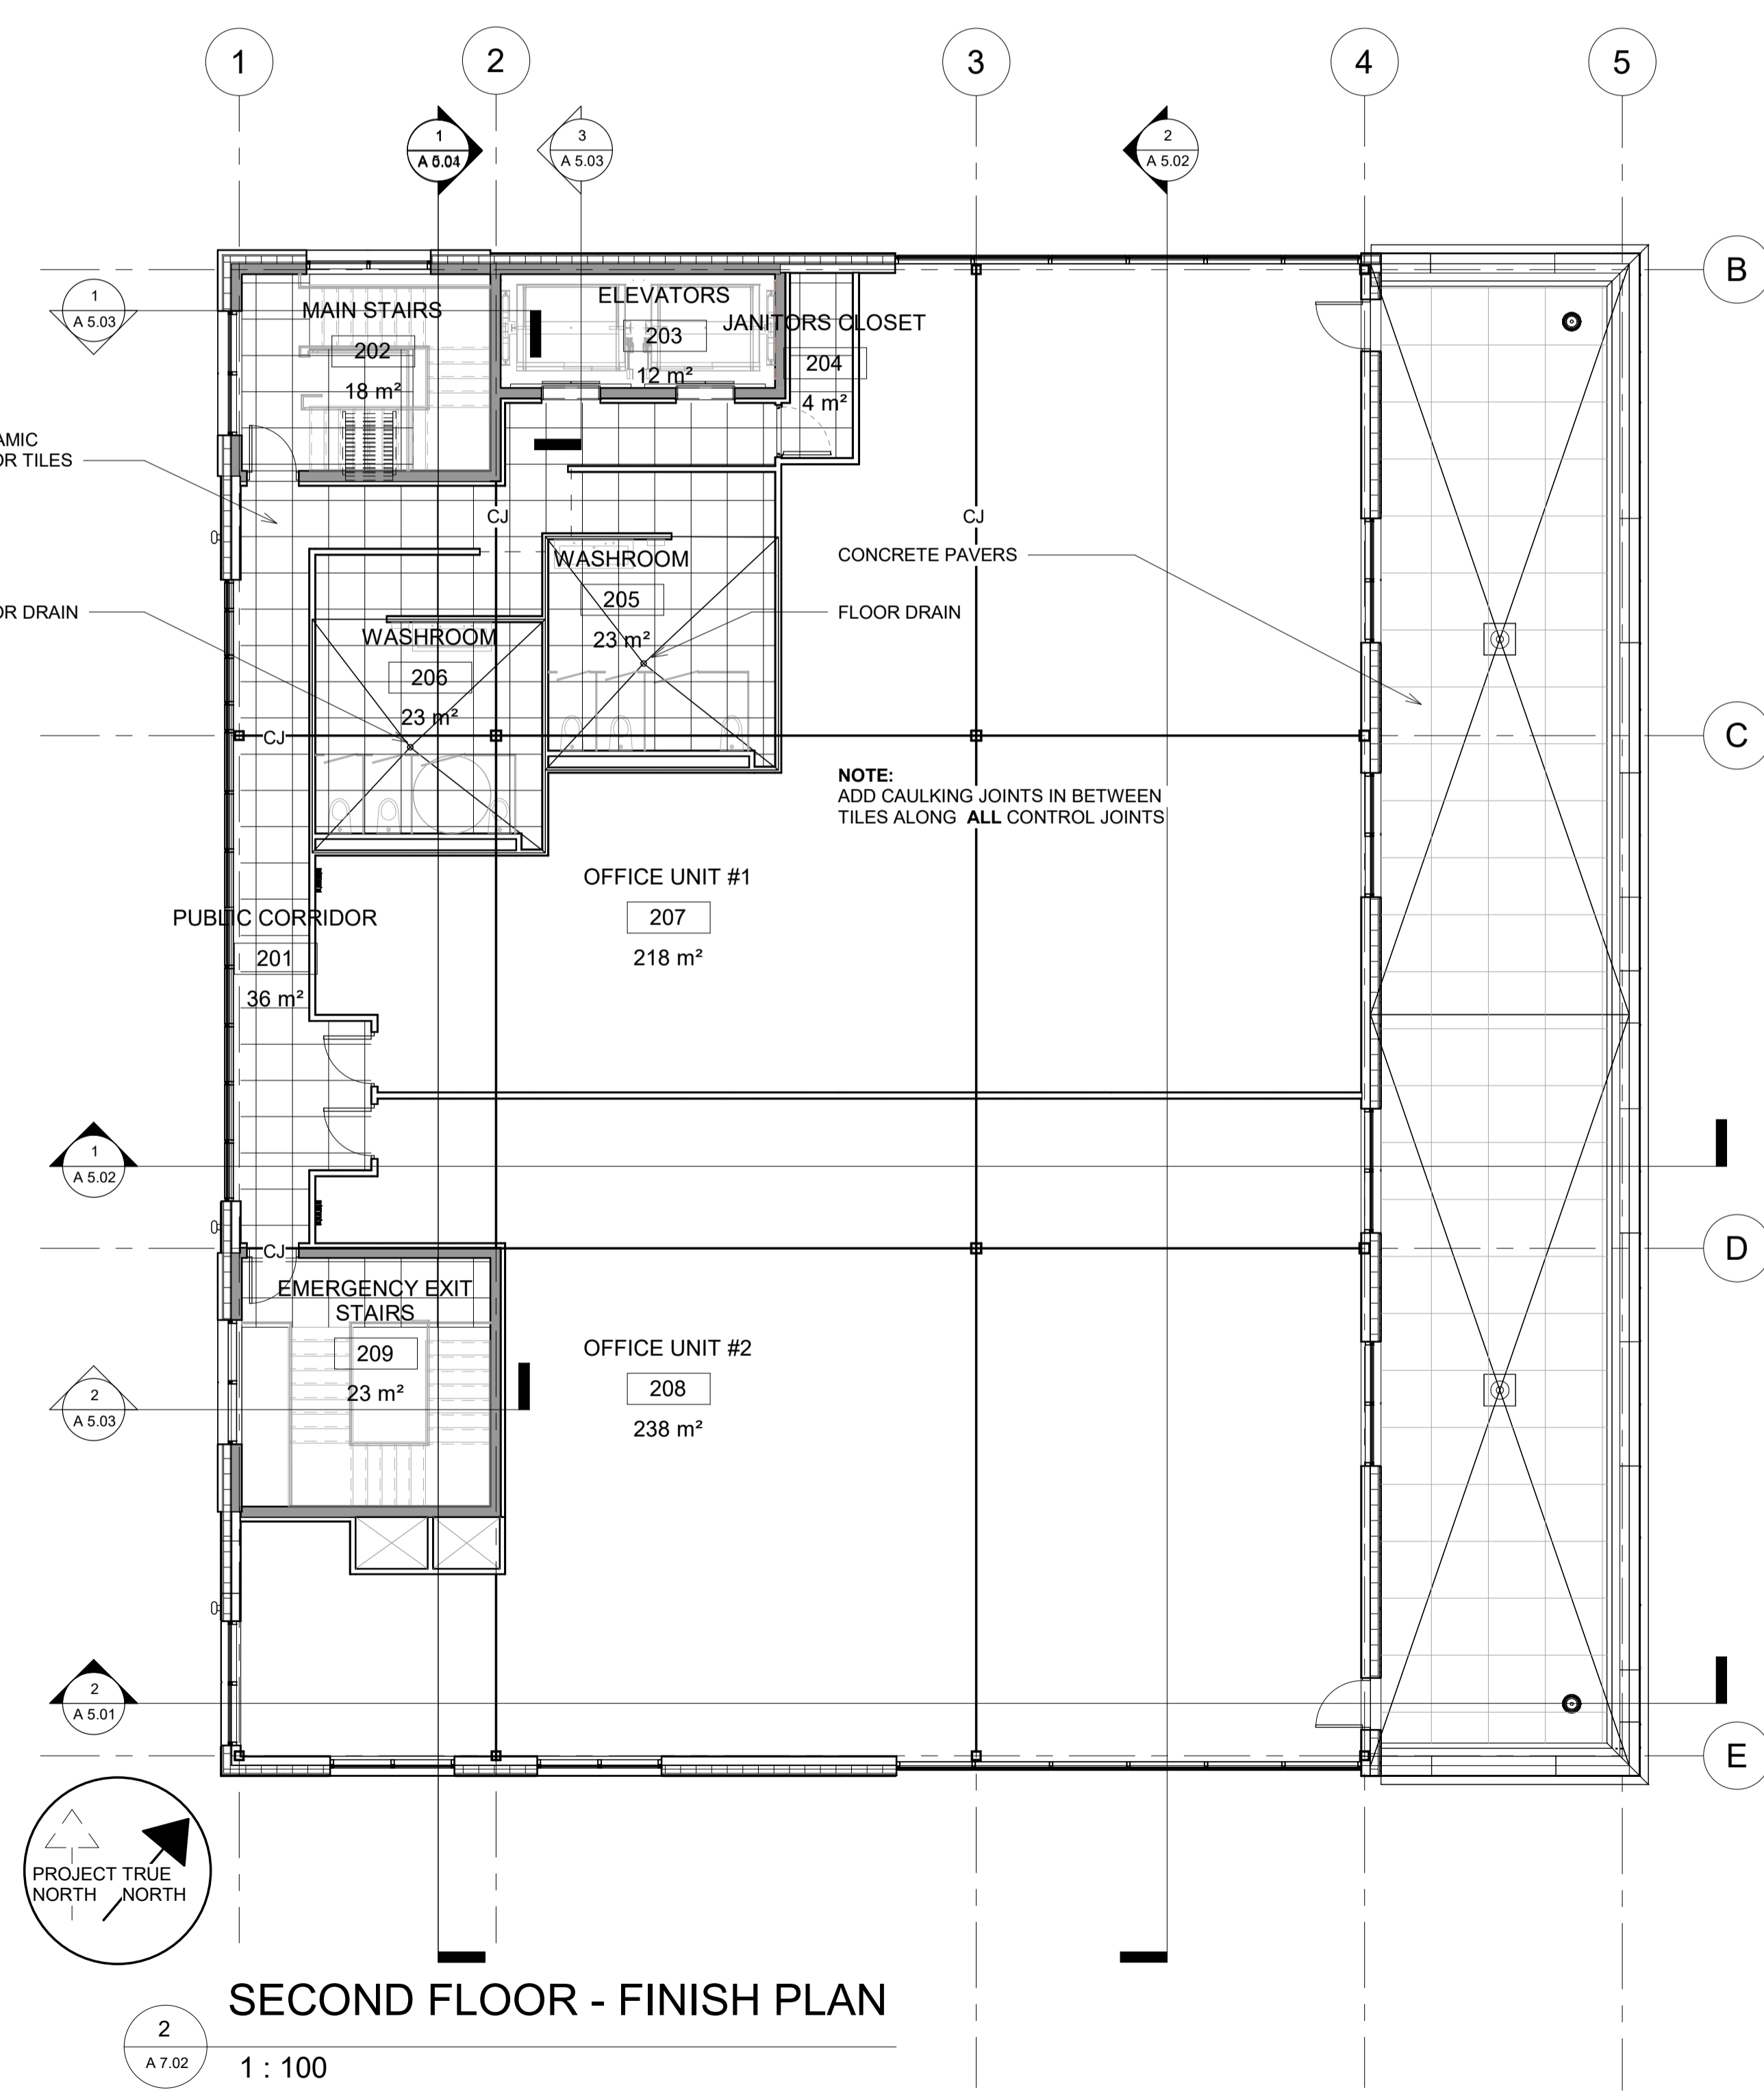 1
2
3
4
5
1
3
A 5.03
2
A 5.02
B
1
A 5.03
MAIN STAIRS
202
18 m²
ELEVATORS
203
12 m²
JANITORS CLOSET
204
4 m²
AMIC
OR TILES
CJ
CJ
WASHROOM
205
23 m²
CONCRETE PAVERS
OR DRAIN
FLOOR DRAIN
WASHROOM
206
23 m²
CJ
C
NOTE:
ADD CAULKING JOINTS IN BETWEEN
TILES ALONG ALL CONTROL JOINTS
OFFICE UNIT #1
207
218 m²
PUBLIC CORRIDOR
201
36 m²
1
A 5.02
CJ
D
EMERGENCY EXIT
STAIRS
209
23 m²
OFFICE UNIT #2
208
238 m²
2
A 5.03
2
A 5.01
E
PROJECT
NORTH
TRUE
NORTH
SECOND FLOOR - FINISH PLAN
2
A 7.02
1 : 100